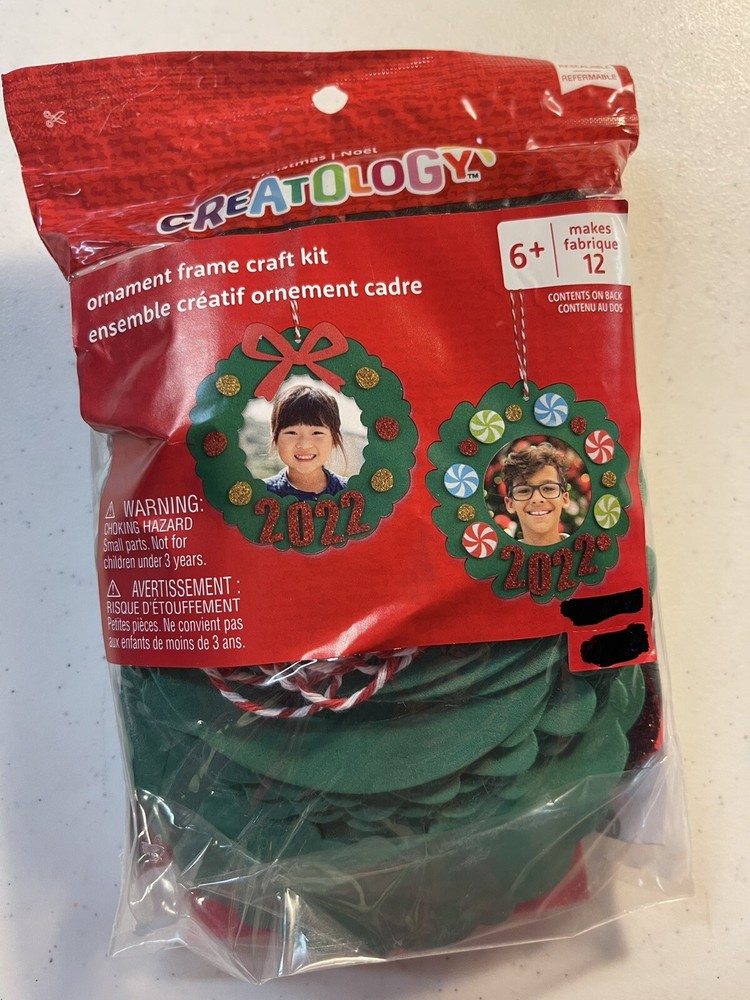 REFERMABLE
Christmas | Noël
CREATOLOGY™
ornament frame craft kit
ensemble créatif ornement cadre
6+
makes
fabrique
12
CONTENTS ON BACK
CONTENU AU DOS
2022
2022
⚠ WARNING:
CHOKING HAZARD
Small parts. Not for
children under 3 years.
⚠ AVERTISSEMENT :
RISQUE D'ÉTOUFFEMENT
Petites pièces. Ne convient pas
aux enfants de moins de 3 ans.